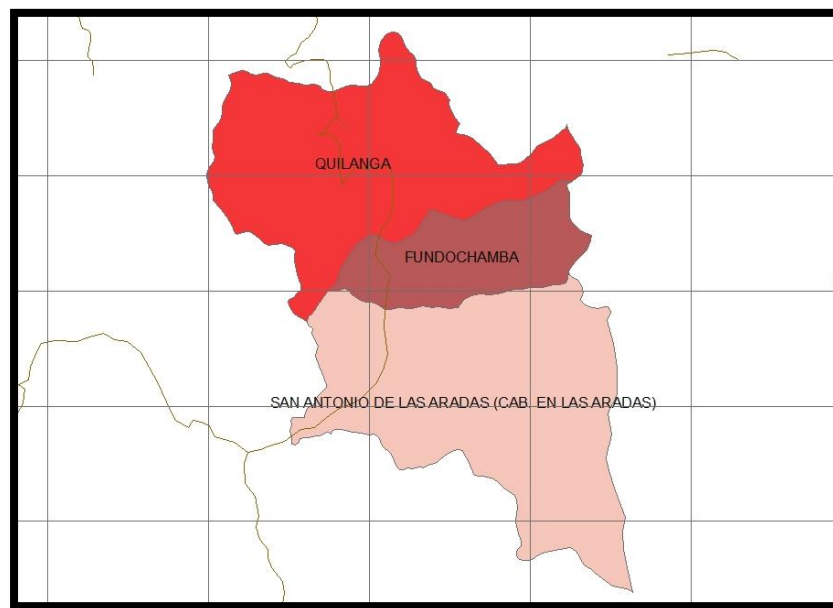 QUILANGA
FUNDOCHAMBA
SAN ANTONIO DE LAS ARADAS (CAB. EN LAS ARADAS)